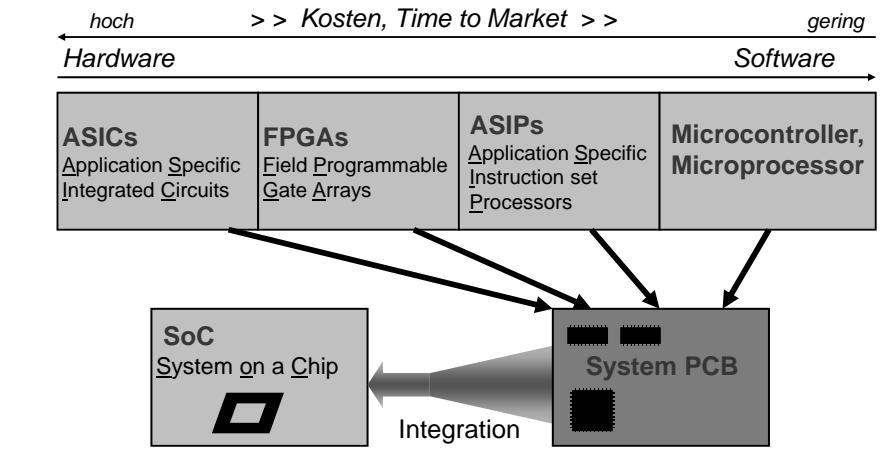 hoch > > Kosten, Time to Market > > gering
Hardware Software
ASICs
Application Specific
Integrated Circuits
FPGAs
Field Programmable
Gate Arrays
ASIPs
Application Specific
Instruction set
Processors
Microcontroller,
Microprocessor
SoC
System on a Chip
Integration
System PCB